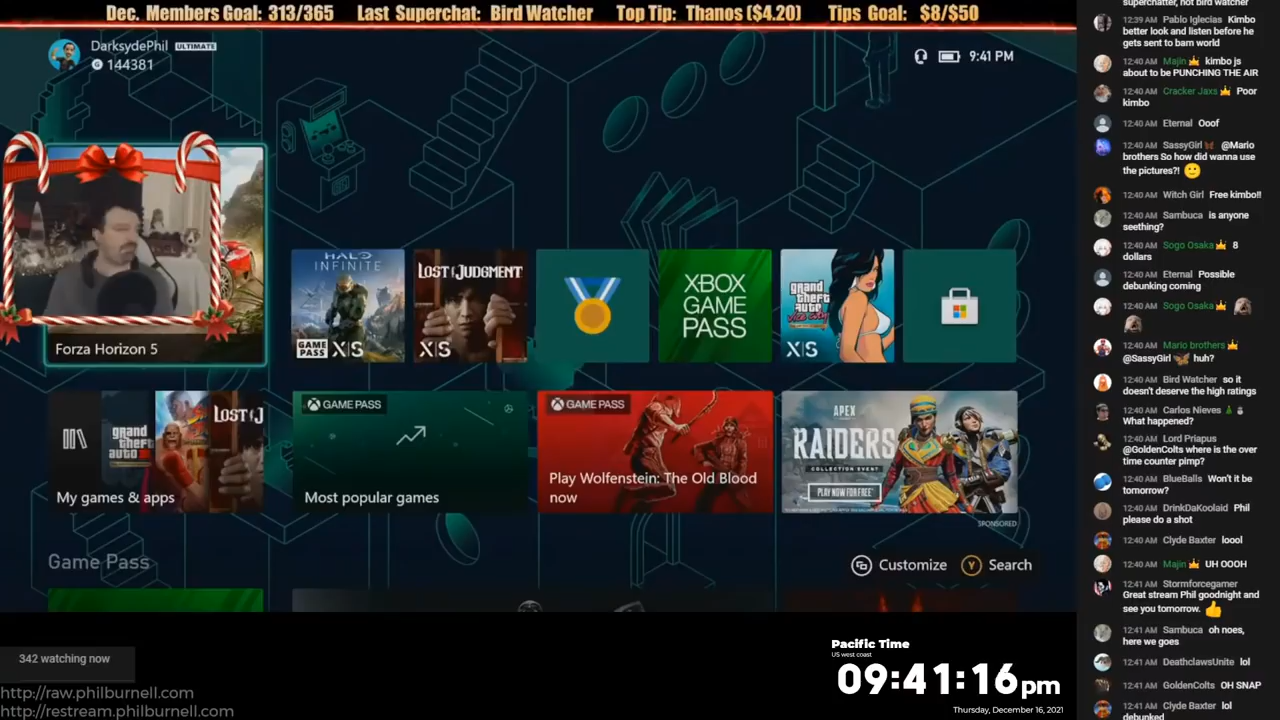 Dec. Members Goal: 313/365 Last Superchat: Bird Watcher Top Tip: Thanos ($4.20) Tips Goal: $8/$50
DarksydePhil ULTIMATE
G 144381
9:41 PM
Forza Horizon 5
HALO
INFINITE
GAME PASS
X|S
LOST JUDGMENT
X|S
XBOX
GAME
PASS
grand
theft
auto
X|S
grand
theft
auto
LOST J
My games & apps
GAME PASS
Most popular games
GAME PASS
Play Wolfenstein: The Old Blood
now
APEX
RAIDERS
COLLECTION EVENT
PLAY NOW FOR FREE*
SPONSORED
Game Pass
Customize
Y Search
342 watching now
http://raw.philburnell.com
http://restream.philburnell.com
Pacific Time
US west coast
09:41:16pm
Thursday, December 16, 2021
superchatter, not bird watcher
12:39 AM Pablo Iglecias Kimbo
better look and listen before he
gets sent to bam world
12:40 AM Majin kimbo js
about to be PUNCHING THE AIR
12:40 AM Cracker Jaxs Poor
kimbo
12:40 AM Eternal Ooof
12:40 AM SassyGirl @Mario
brothers So how did wanna use
the pictures?!
12:40 AM Witch Girl Free kimbo!!
12:40 AM Sambuca is anyone
seething?
12:40 AM Sogo Osaka 8
dollars
12:40 AM Eternal Possible
debunking coming
12:40 AM Sogo Osaka
12:40 AM Mario brothers
@SassyGirl huh?
12:40 AM Bird Watcher so it
doesn't deserve the high ratings
12:40 AM Carlos Nieves
What happened?
12:40 AM Lord Priapus
@GoldenColts where is the over
time counter pimp?
12:40 AM BlueBalls Won't it be
tomorrow?
12:40 AM DrinkDaKoolaid Phil
please do a shot
12:40 AM Clyde Baxter loool
12:40 AM Majin UH OOOH
12:41 AM Stormforcegamer
Great stream Phil goodnight and
see you tomorrow.
12:41 AM Sambuca oh noes,
here we goes
12:41 AM DeathclawsUnite lol
12:41 AM GoldenColts OH SNAP
12:41 AM Clyde Baxter lol
debunked